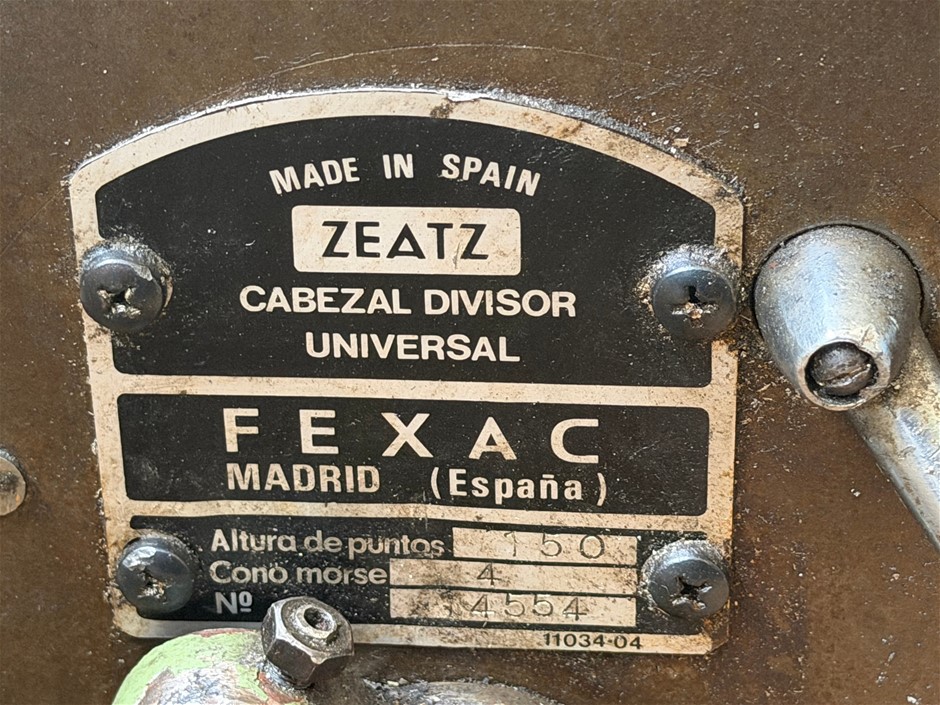 MADE IN SPAIN
ZEATZ
CABEZAL DIVISOR
UNIVERSAL
FEXAC
MADRID (España)
Altura de puntos 150
Cono morse 4
Nº 4554
11034-04